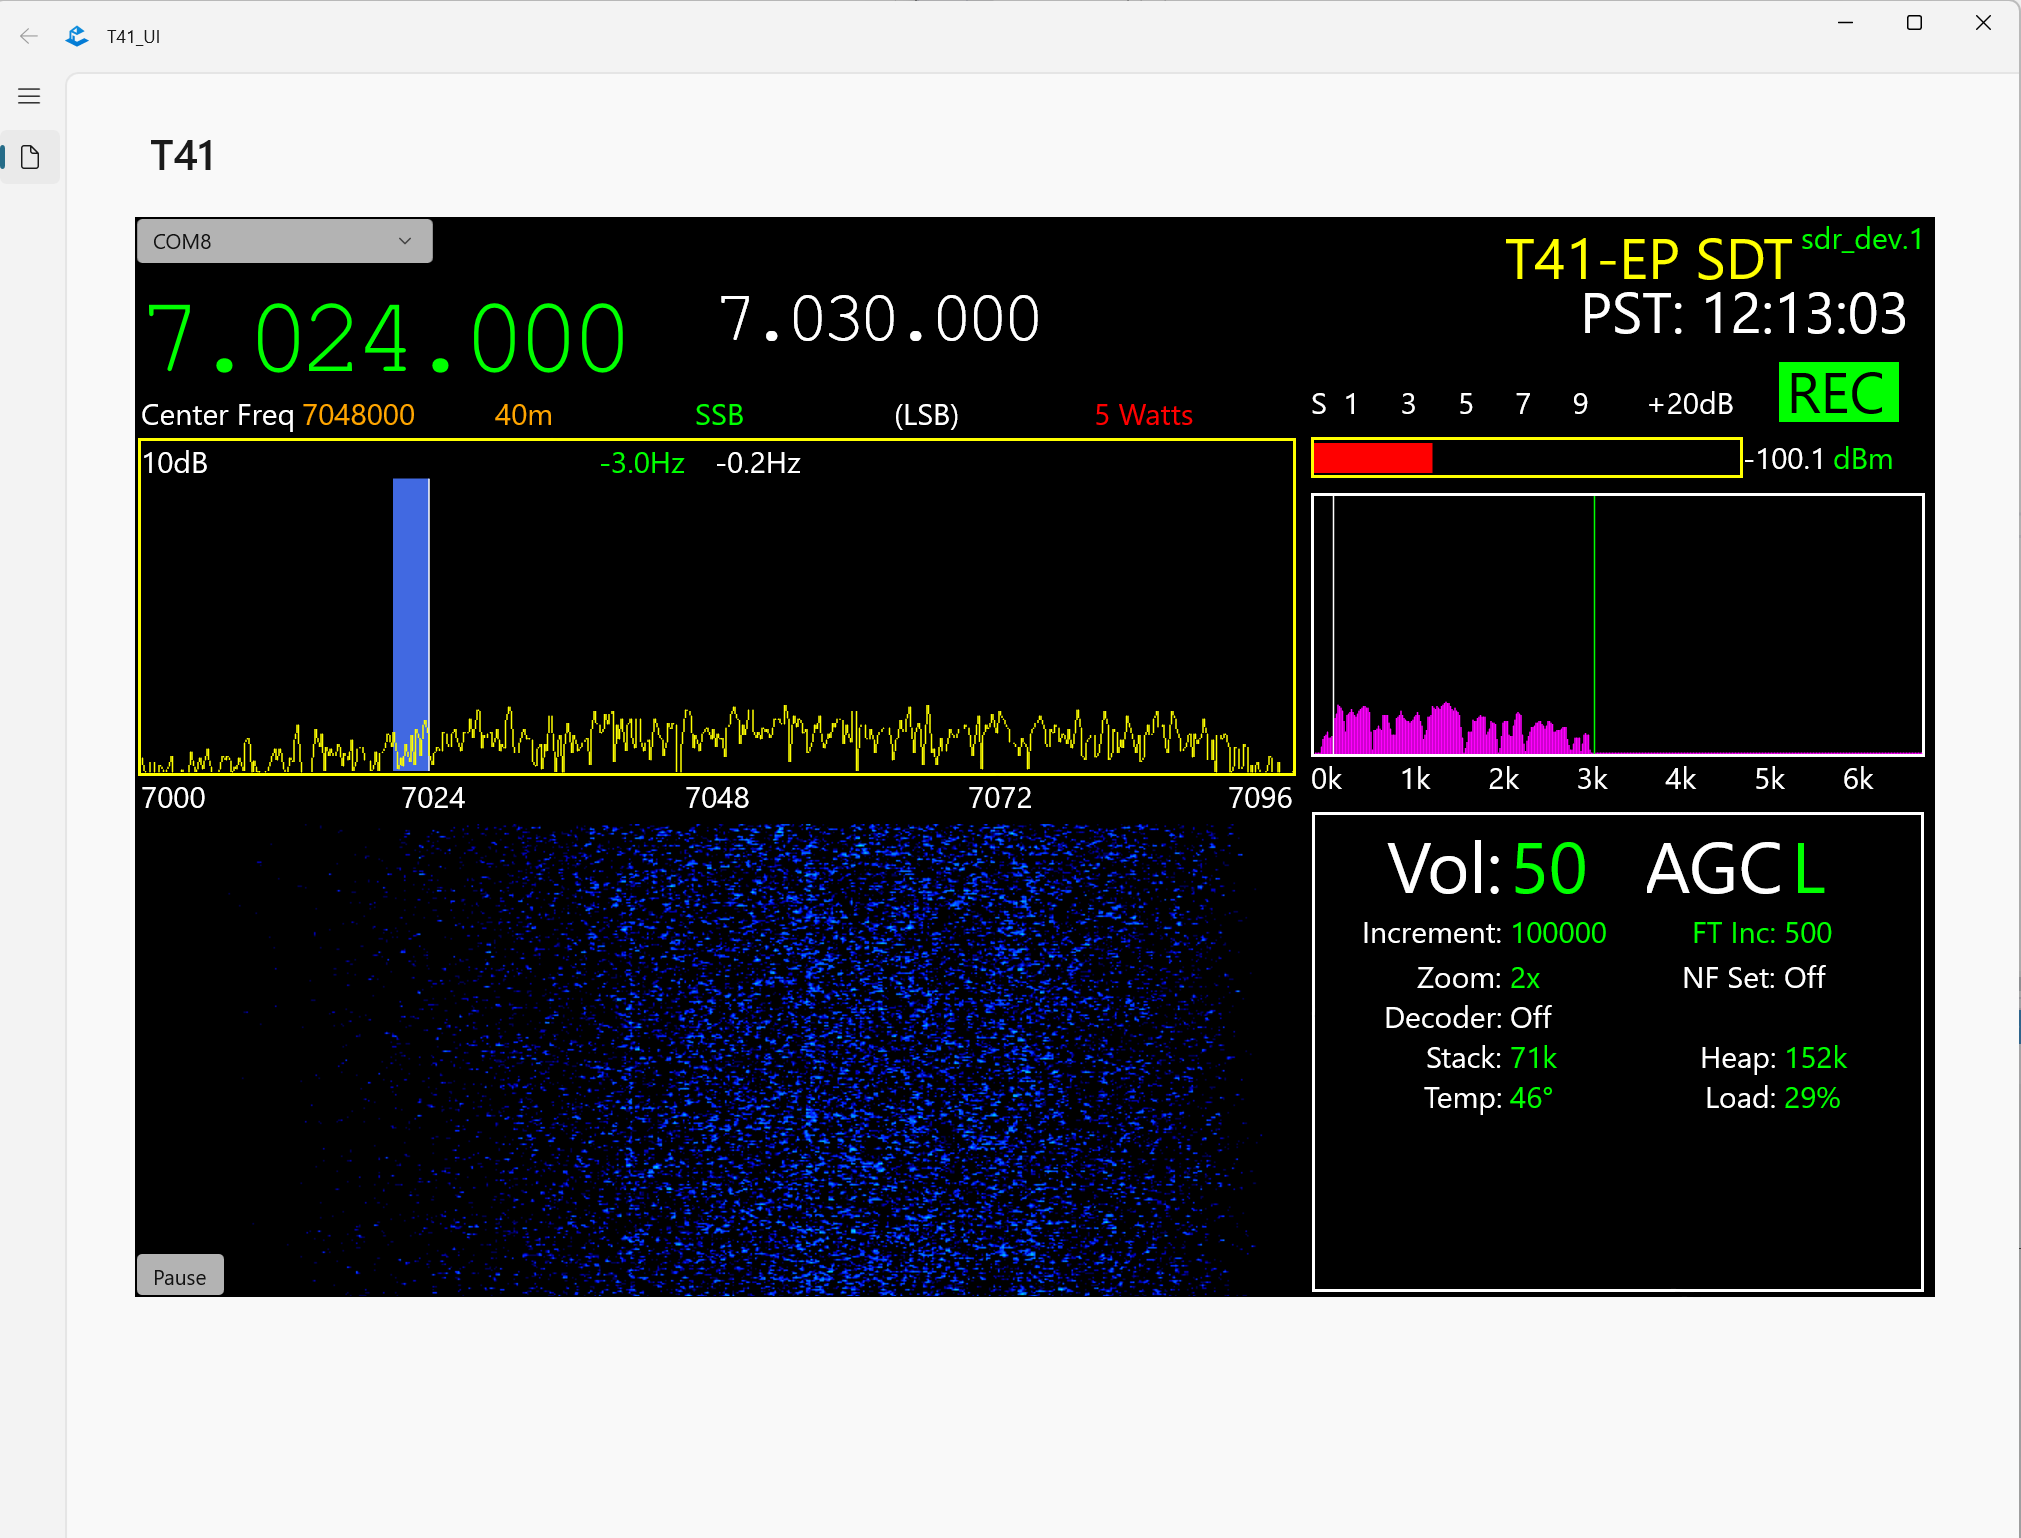 T41_UI
T41
COM8
T41-EP SDT sdr_dev.1
7.024.000 7.030.000 PST: 12:13:03
REC
Center Freq 7048000 40m SSB (LSB) 5 Watts
S 1 3 5 7 9 +20dB
10dB -3.0Hz -0.2Hz
-100.1 dBm
7000 7024 7048 7072 7096
0k 1k 2k 3k 4k 5k 6k
Vol: 50 AGC L
Increment: 100000 FT Inc: 500
Zoom: 2x NF Set: Off
Decoder: Off
Stack: 71k Heap: 152k
Temp: 46° Load: 29%
Pause